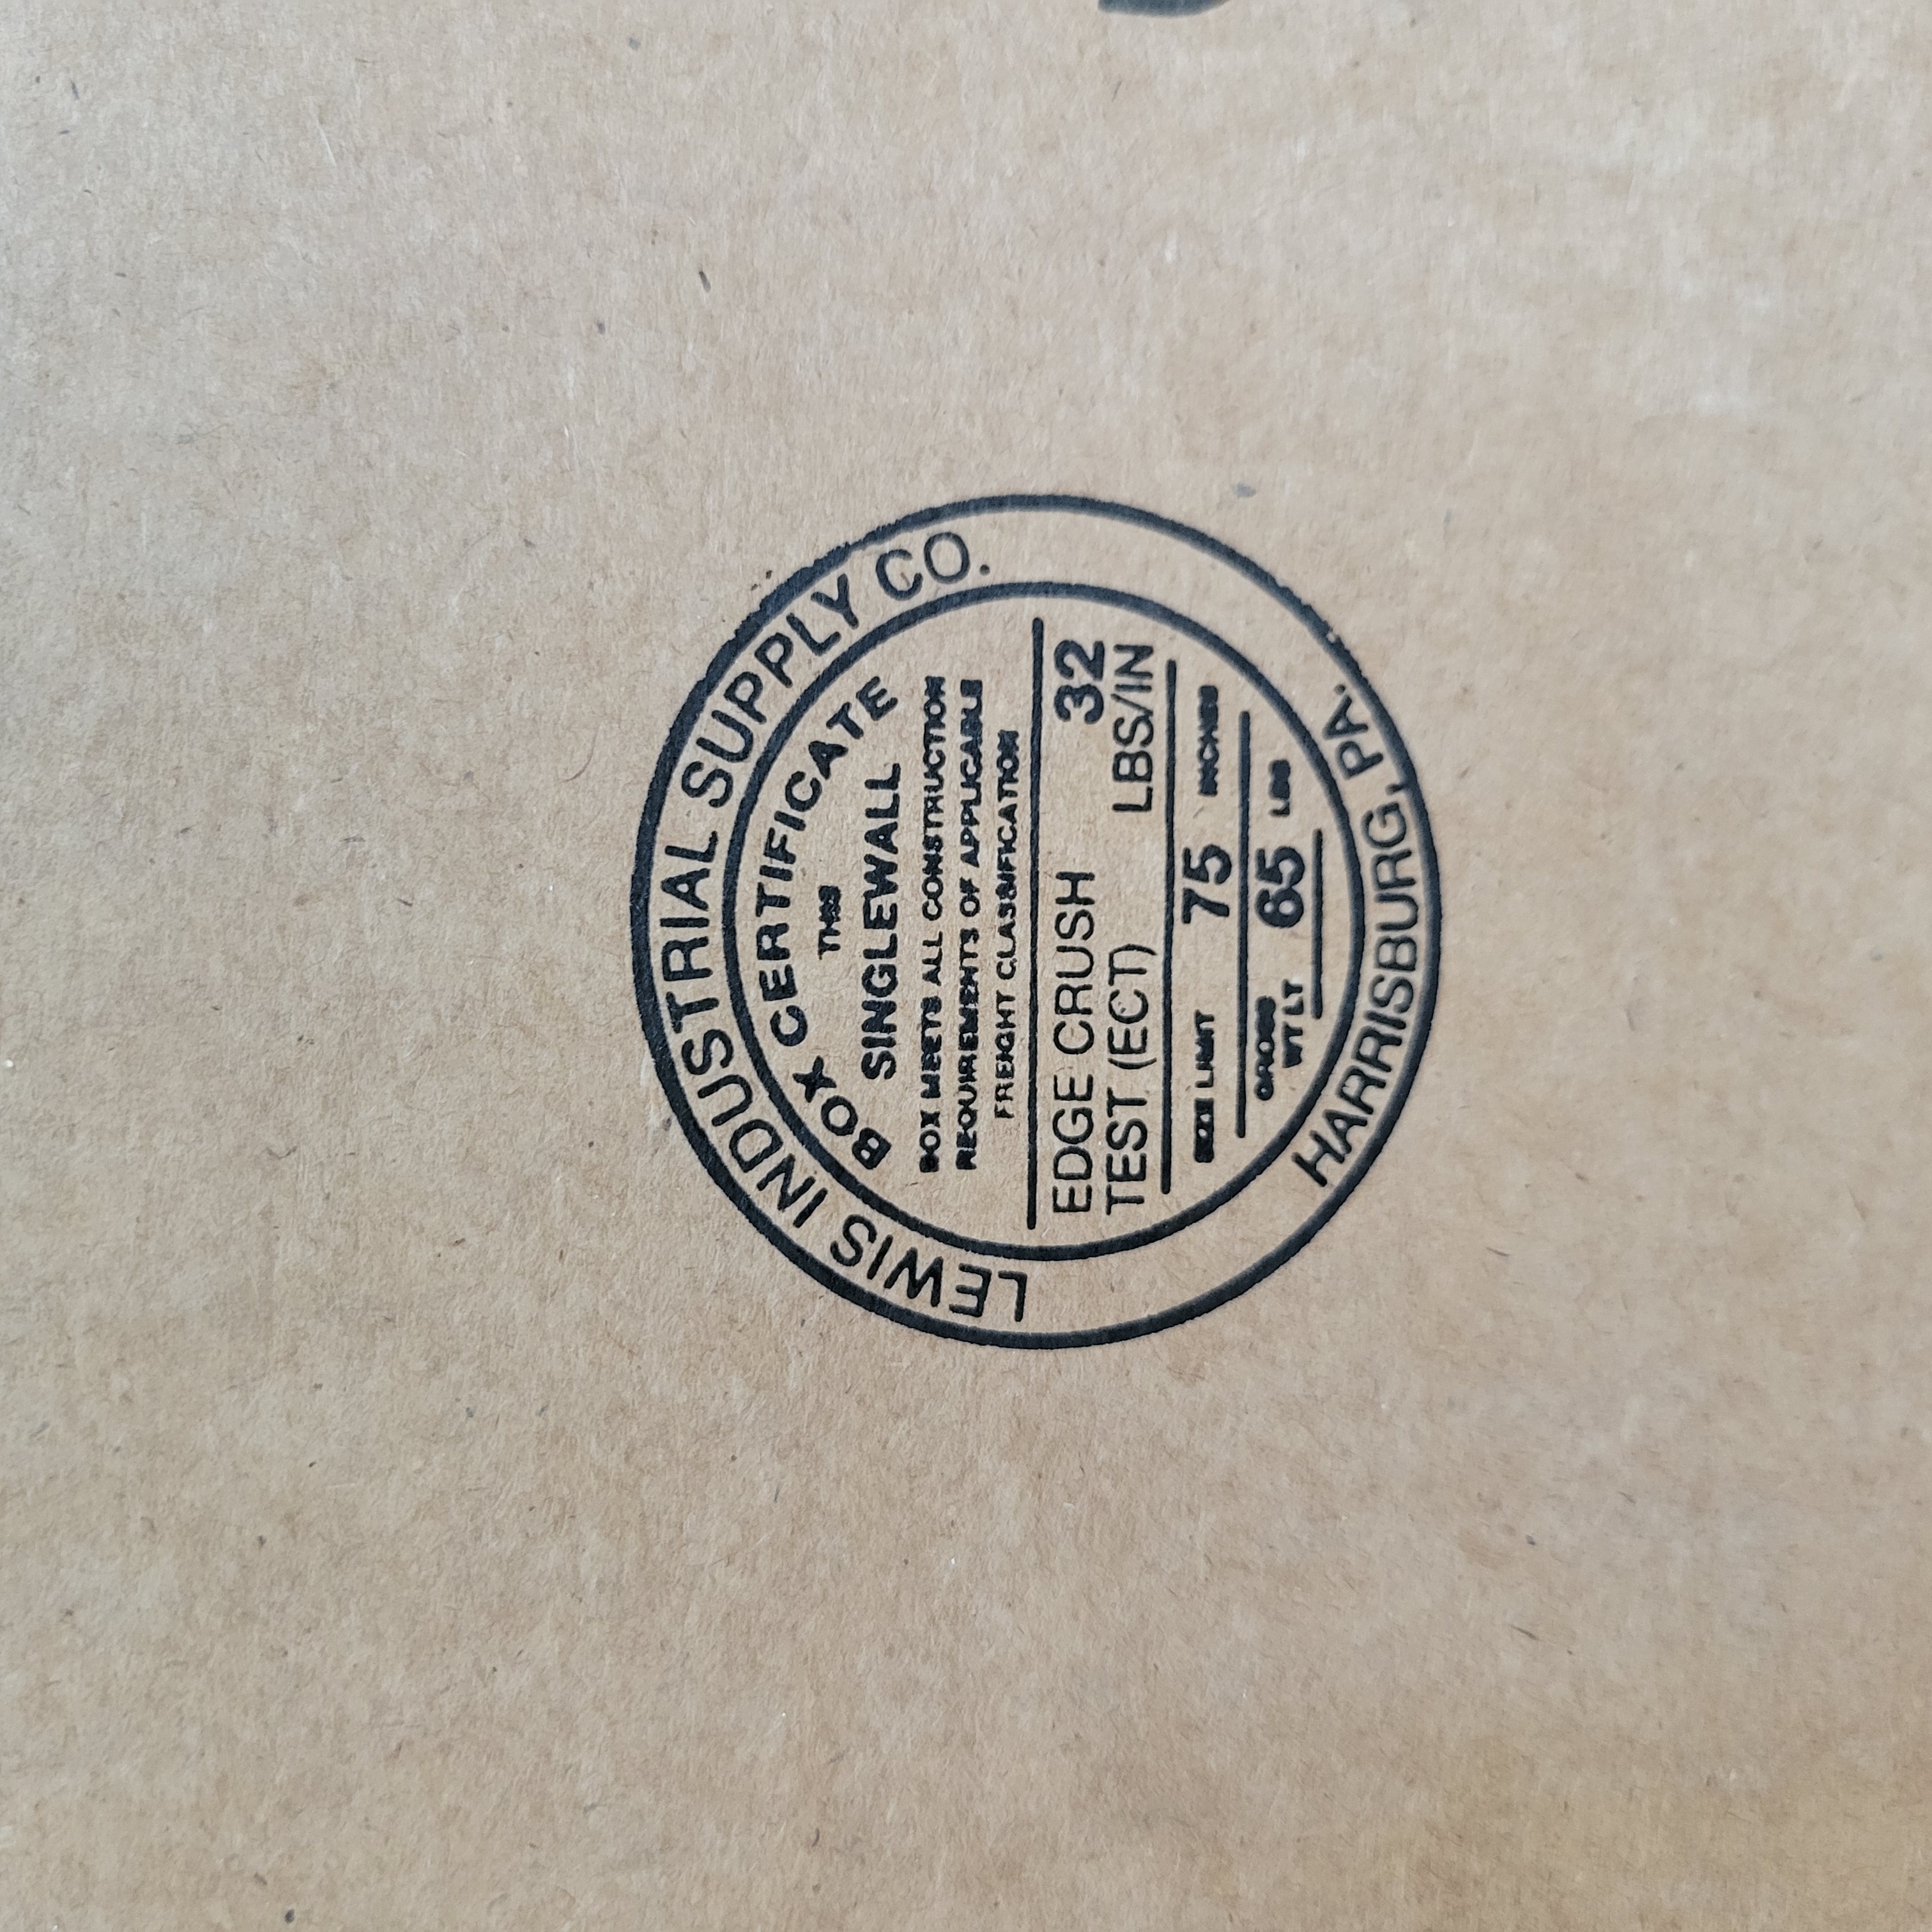 LEWIS INDUSTRIAL SUPPLY CO.
BOX CERTIFICATE
THIS
SINGLEWALL
BOX MEETS ALL CONSTRUCTION
REQUIREMENTS OF APPLICABLE
FREIGHT CLASSIFICATION
EDGE CRUSH 32
TEST (ECT) LBS/IN
SIZE LIMIT 75 INCHES
GROSS 65 LBS
WT LT
HARRISBURG, PA.